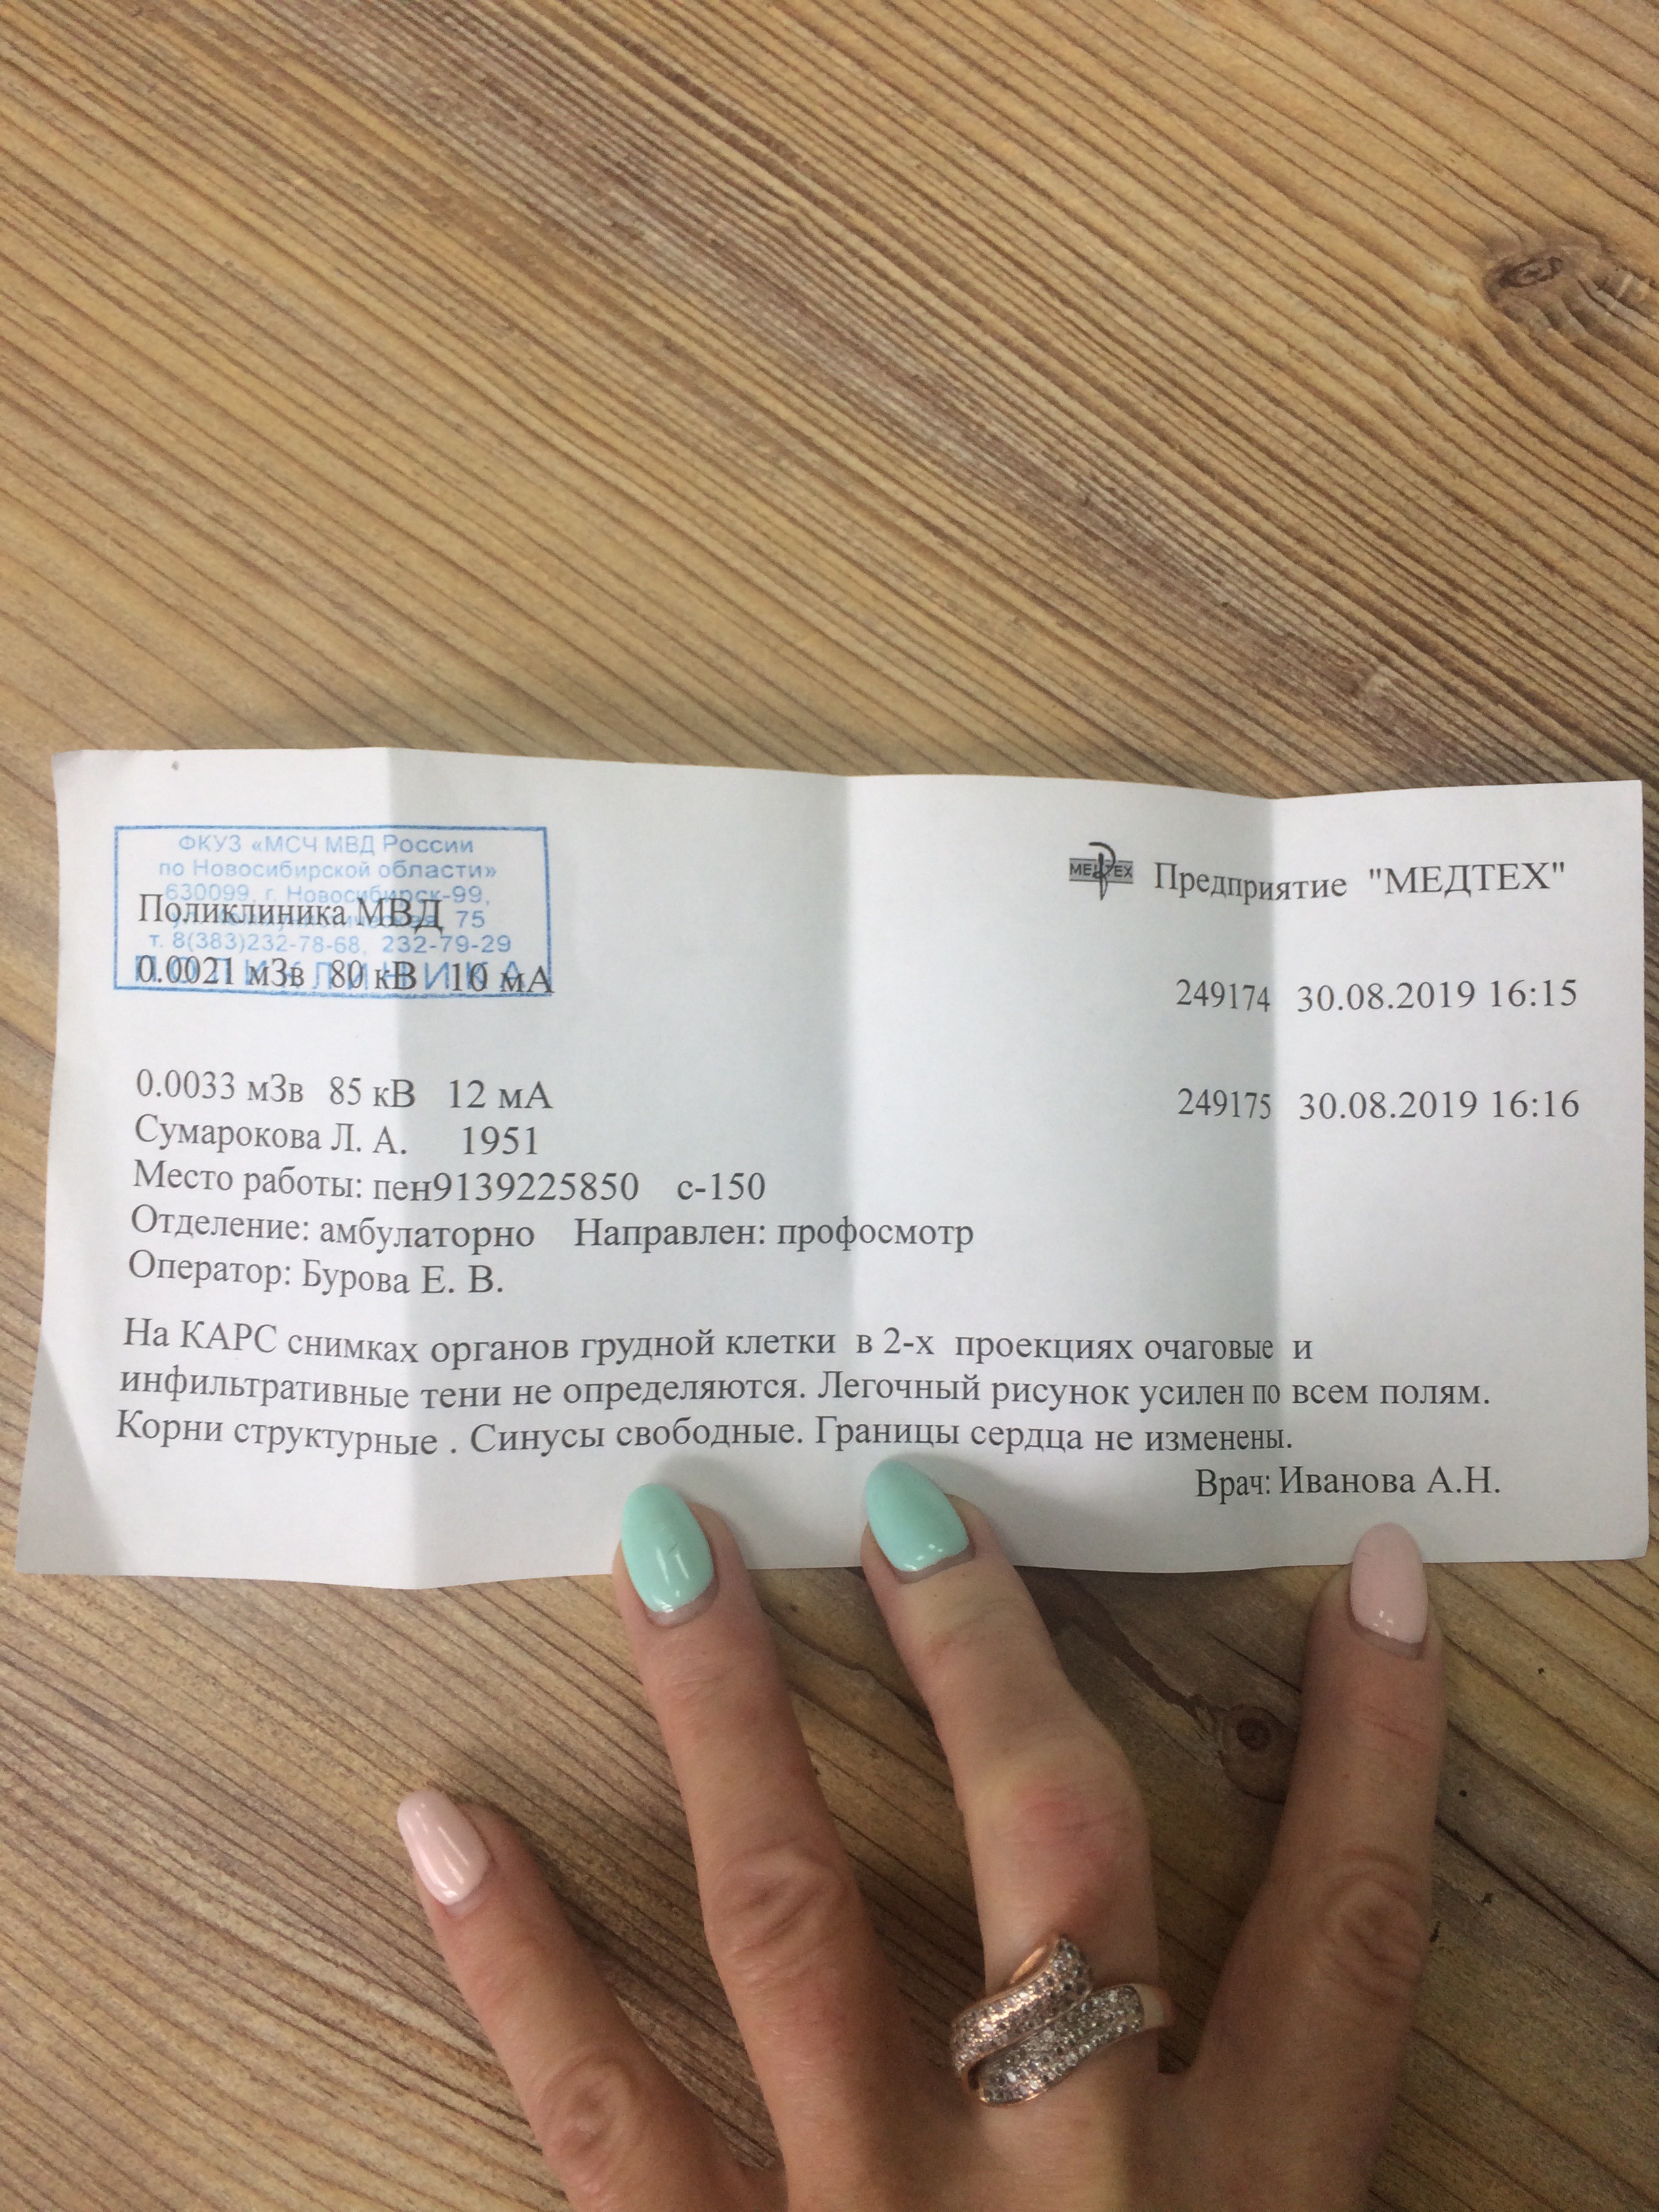 ФКУЗ «МСЧ МВД России
по Новосибирской области»
630099, г. Новосибирск-99,
75
т. 8(383)232-78-68, 232-79-29
ПОЛИКЛИНИКА
МЕДТЕХ Предприятие "МЕДТЕХ"
Поликлиника МВД
0.0021 мЗв 80 кВ 10 мА 249174 30.08.2019 16:15
0.0033 мЗв 85 кВ 12 мА 249175 30.08.2019 16:16
Сумарокова Л. А. 1951
Место работы: пен9139225850 с-150
Отделение: амбулаторно Направлен: профосмотр
Оператор: Бурова Е. В.
На КАРС снимках органов грудной клетки в 2-х проекциях очаговые и
инфильтративные тени не определяются. Легочный рисунок усилен по всем полям.
Корни структурные . Синусы свободные. Границы сердца не изменены.
Врач: Иванова А.Н.